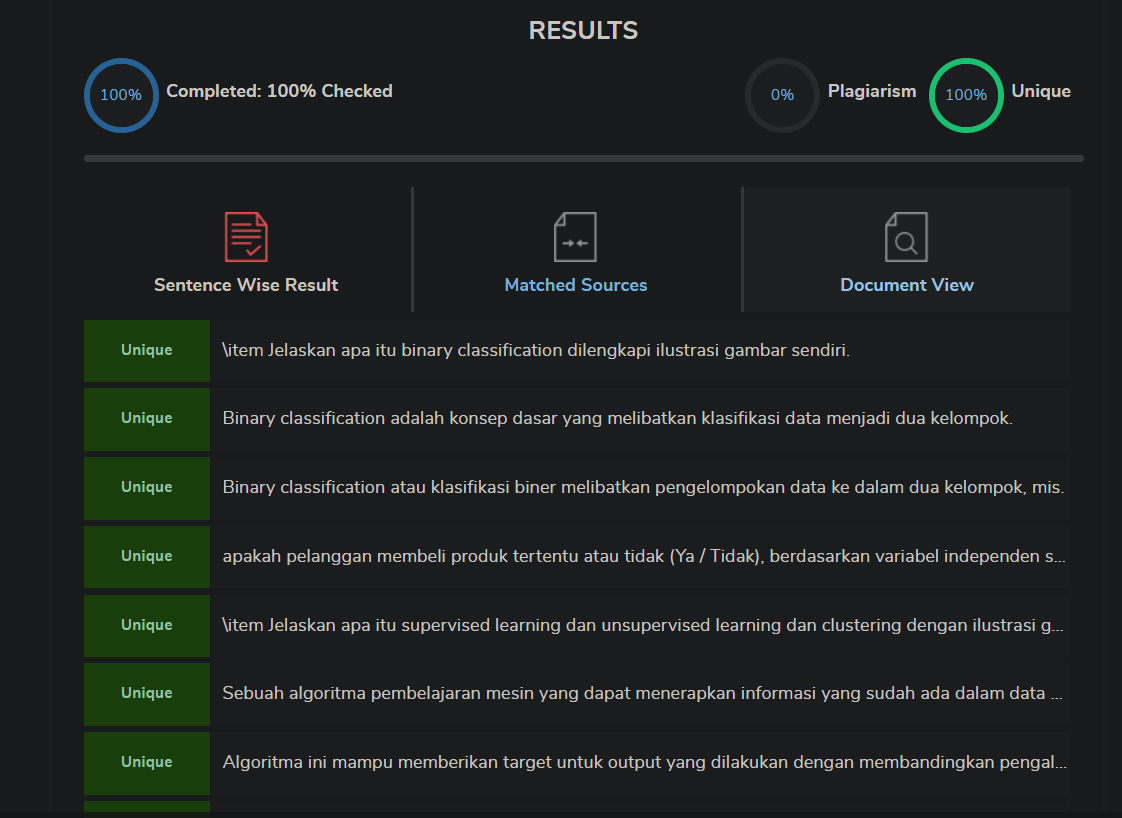 RESULTS
100% Completed: 100% Checked 0% Plagiarism 100% Unique
Sentence Wise Result Matched Sources Document View
Unique \item Jelaskan apa itu binary classification dilengkapi ilustrasi gambar sendiri.
Unique Binary classification adalah konsep dasar yang melibatkan klasifikasi data menjadi dua kelompok.
Unique Binary classification atau klasifikasi biner melibatkan pengelompokan data ke dalam dua kelompok, mis.
Unique apakah pelanggan membeli produk tertentu atau tidak (Ya / Tidak), berdasarkan variabel independen s...
Unique \item Jelaskan apa itu supervised learning dan unsupervised learning dan clustering dengan ilustrasi g...
Unique Sebuah algoritma pembelajaran mesin yang dapat menerapkan informasi yang sudah ada dalam data ...
Unique Algoritma ini mampu memberikan target untuk output yang dilakukan dengan membandingkan pengal...